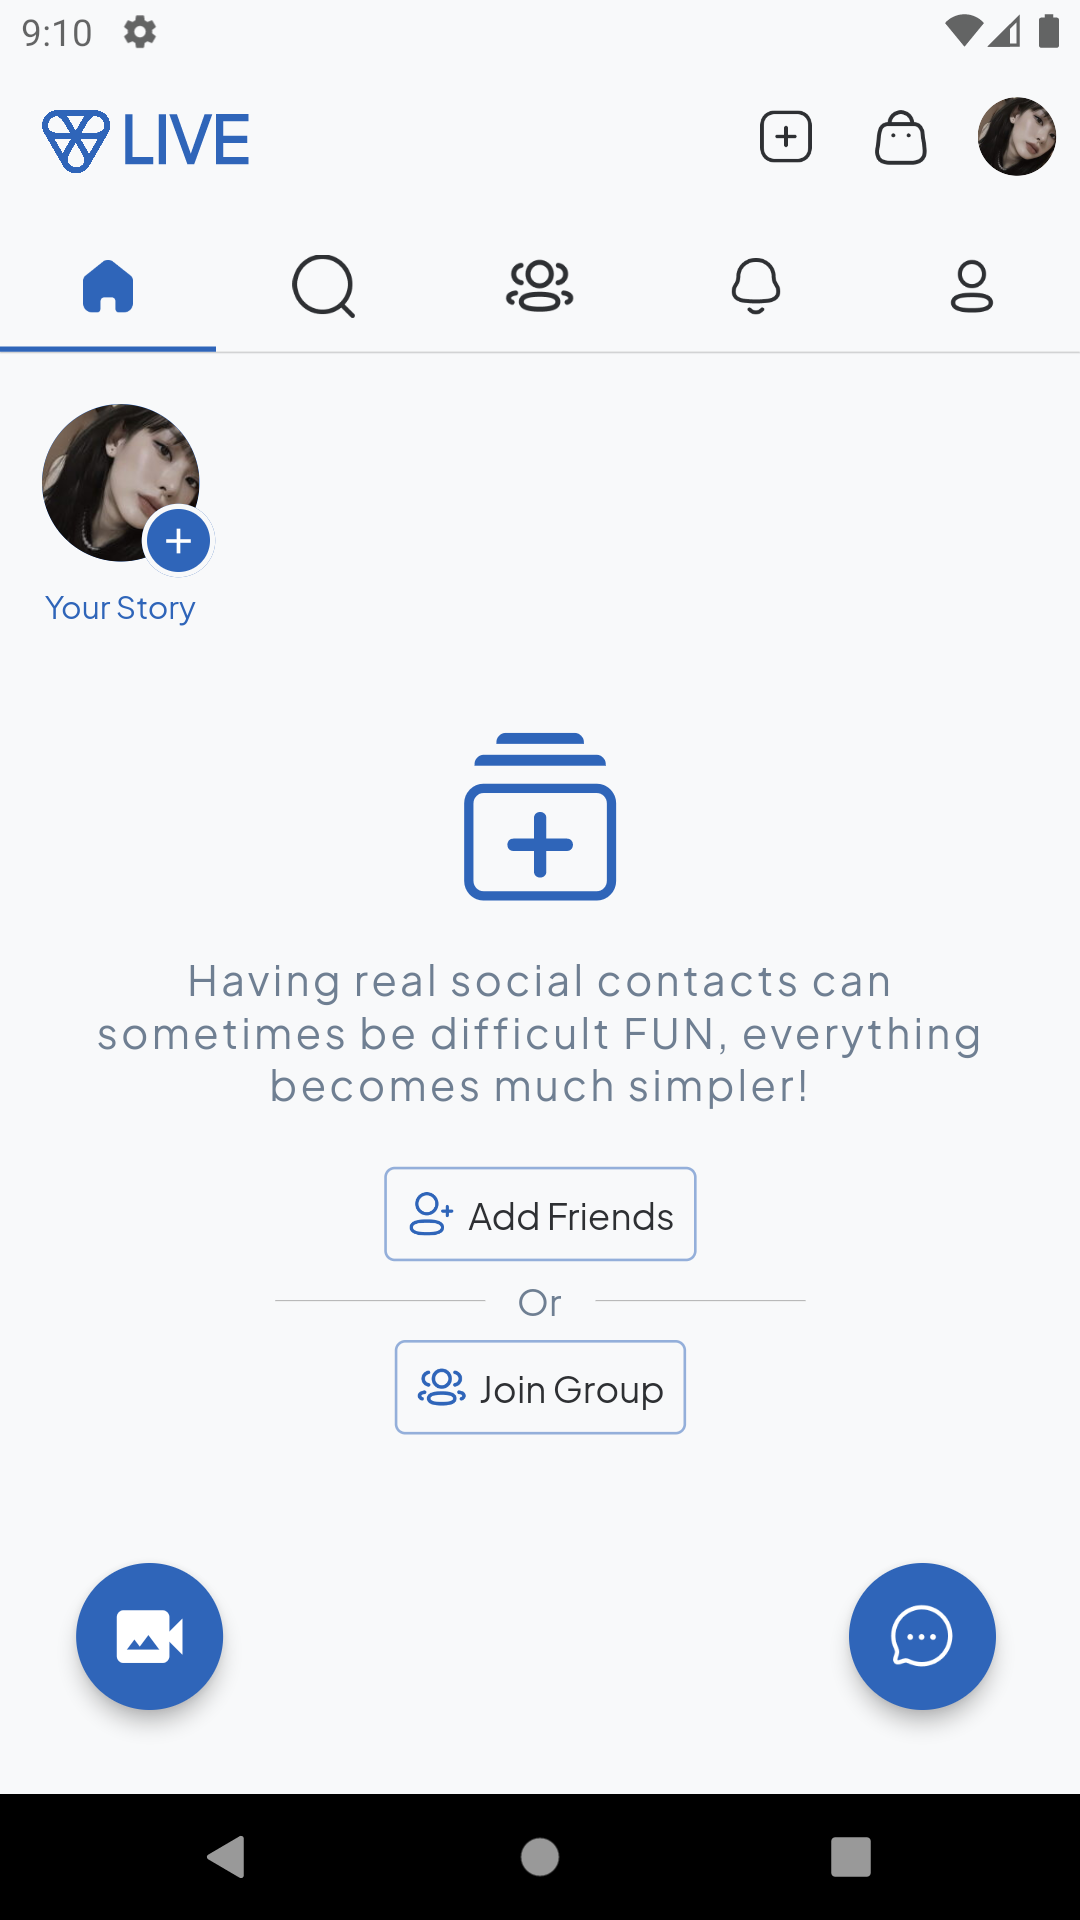 9:10
LIVE
Your Story
Having real social contacts can
sometimes be difficult FUN, everything
becomes much simpler!
Add Friends
Or
Join Group